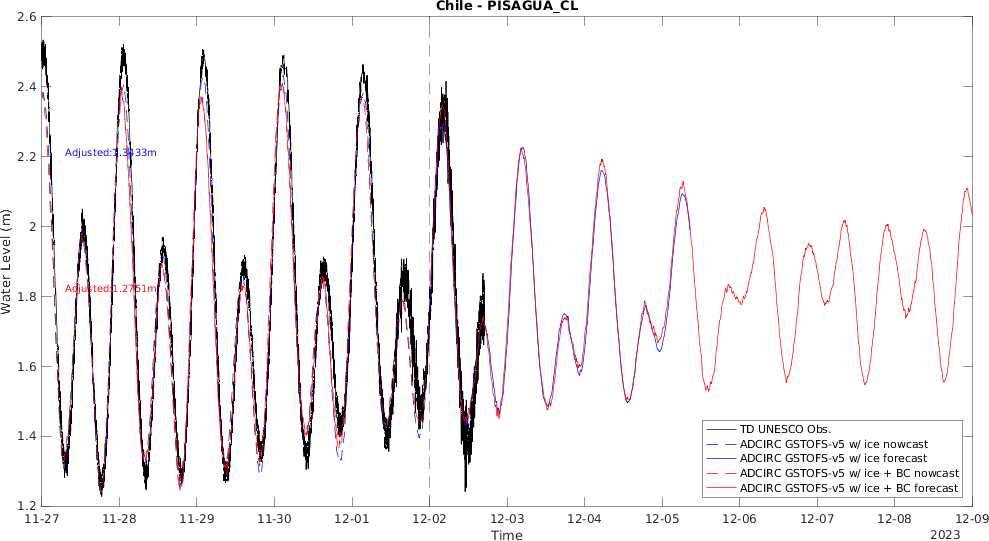 Chile - PISAGUA_CL
Water Level (m)
2.6
2.4
2.2
2
1.8
1.6
1.4
1.2
Adjusted:1.3433m
Adjusted:1.2751m
TD UNESCO Obs.
ADCIRC GSTOFS-v5 w/ ice nowcast
ADCIRC GSTOFS-v5 w/ ice forecast
ADCIRC GSTOFS-v5 w/ ice + BC nowcast
ADCIRC GSTOFS-v5 w/ ice + BC forecast
11-27 11-28 11-29 11-30 12-01 12-02 12-03 12-04 12-05 12-06 12-07 12-08 12-09
Time
2023